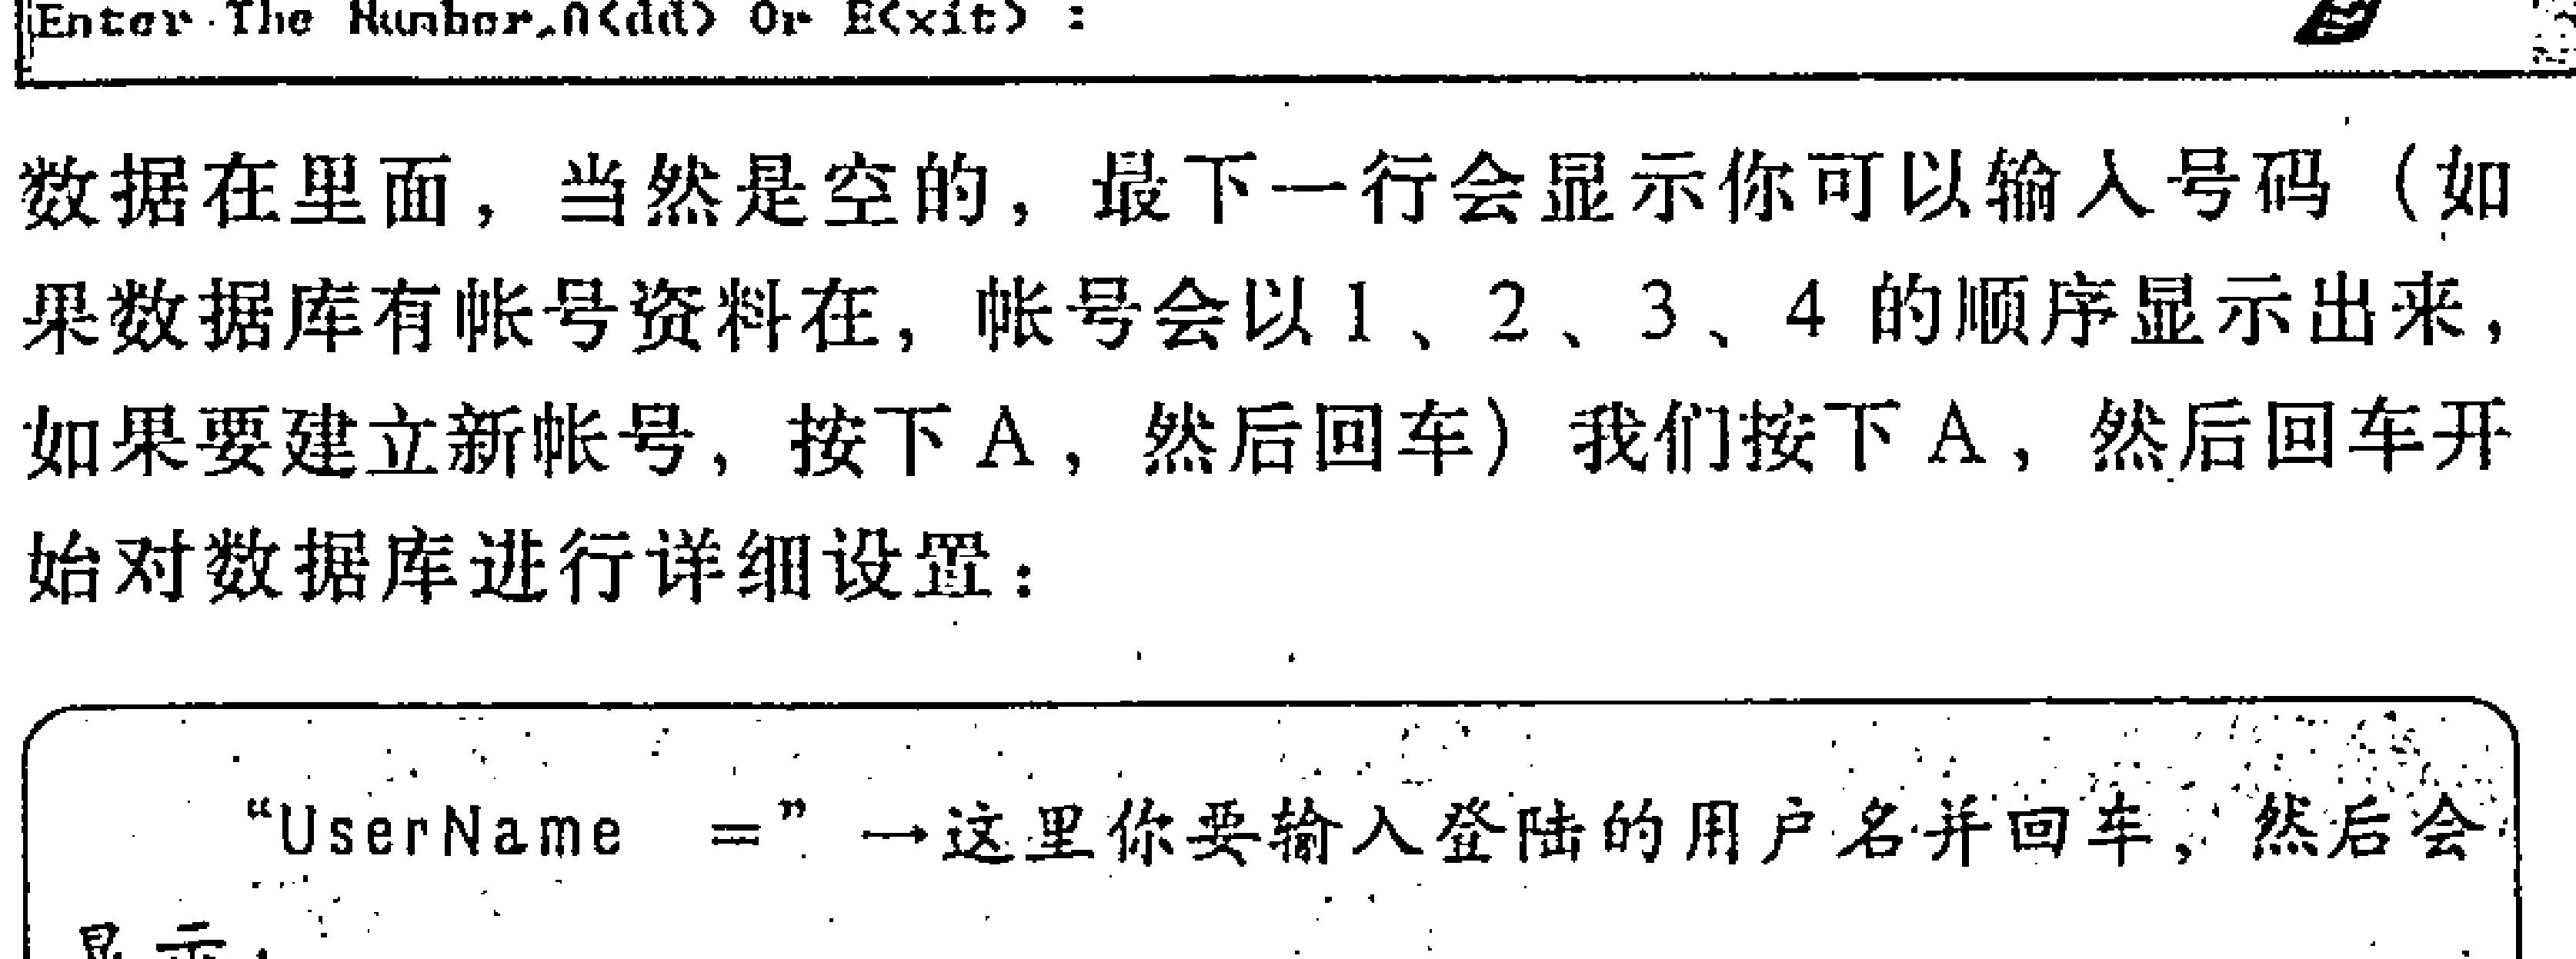 Enter The Number,A(dd) Or E(xit) :
数据在里面，当然是空的，最下一行会显示你可以输入号码（如
果数据库有帐号资料在，帐号会以1、2、3、4 的顺序显示出来，
如果要建立新帐号，按下A，然后回车）我们按下A，然后回车开
始对数据库进行详细设置：
“UserName =” →这里你要输入登陆的用户名并回车，然后会
显示：